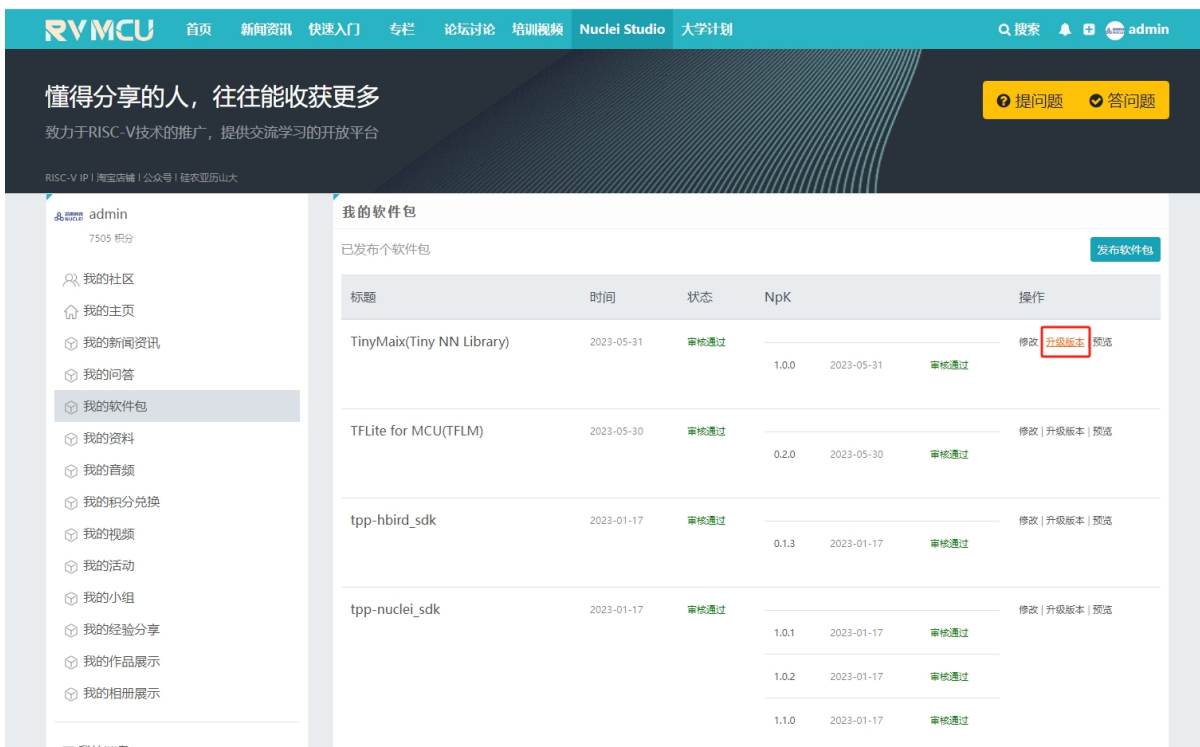 RVMCU 首页 新闻资讯 快速入门 专栏 论坛讨论 培训视频 Nuclei Studio 大学计划 搜索 admin
懂得分享的人，往往能收获更多
提问题 答问题
致力于RISC-V技术的推广，提供交流学习的开放平台
RISC-V IP | 淘宝店铺 | 公众号 | 硅农亚历山大
admin
7505 积分
我的社区
我的主页
我的新闻资讯
我的问答
我的软件包
我的资料
我的音频
我的积分兑换
我的视频
我的活动
我的小组
我的经验分享
我的作品展示
我的相册展示
我的软件包
已发布个软件包 发布软件包
标题 时间 状态 NpK 操作
TinyMaix(Tiny NN Library) 2023-05-31 审核通过 修改 升级版本 预览
1.0.0 2023-05-31 审核通过
TFLite for MCU(TFLM) 2023-05-30 审核通过 修改 | 升级版本 | 预览
0.2.0 2023-05-30 审核通过
tpp-hbird_sdk 2023-01-17 审核通过 修改 | 升级版本 | 预览
0.1.3 2023-01-17 审核通过
tpp-nuclei_sdk 2023-01-17 审核通过 修改 | 升级版本 | 预览
1.0.1 2023-01-17 审核通过
1.0.2 2023-01-17 审核通过
1.1.0 2023-01-17 审核通过